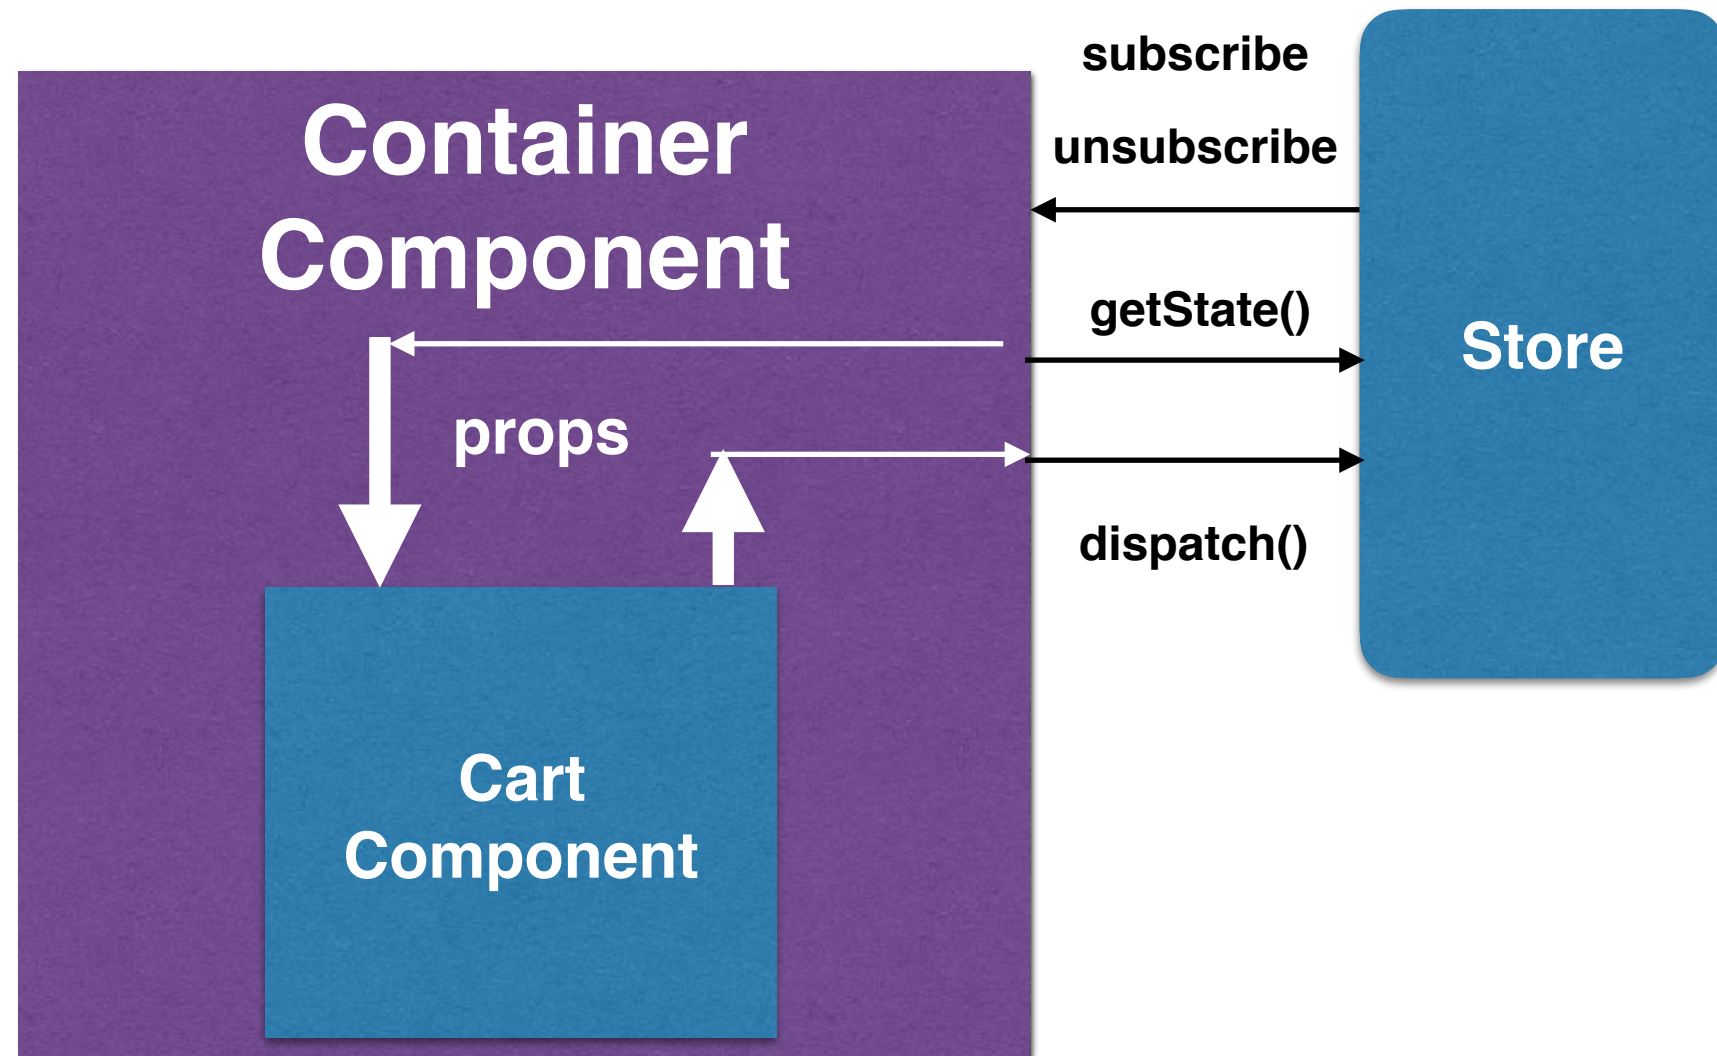 subscribe
unsubscribe
Container
Component
getState()
Store
props
dispatch()
Cart
Component